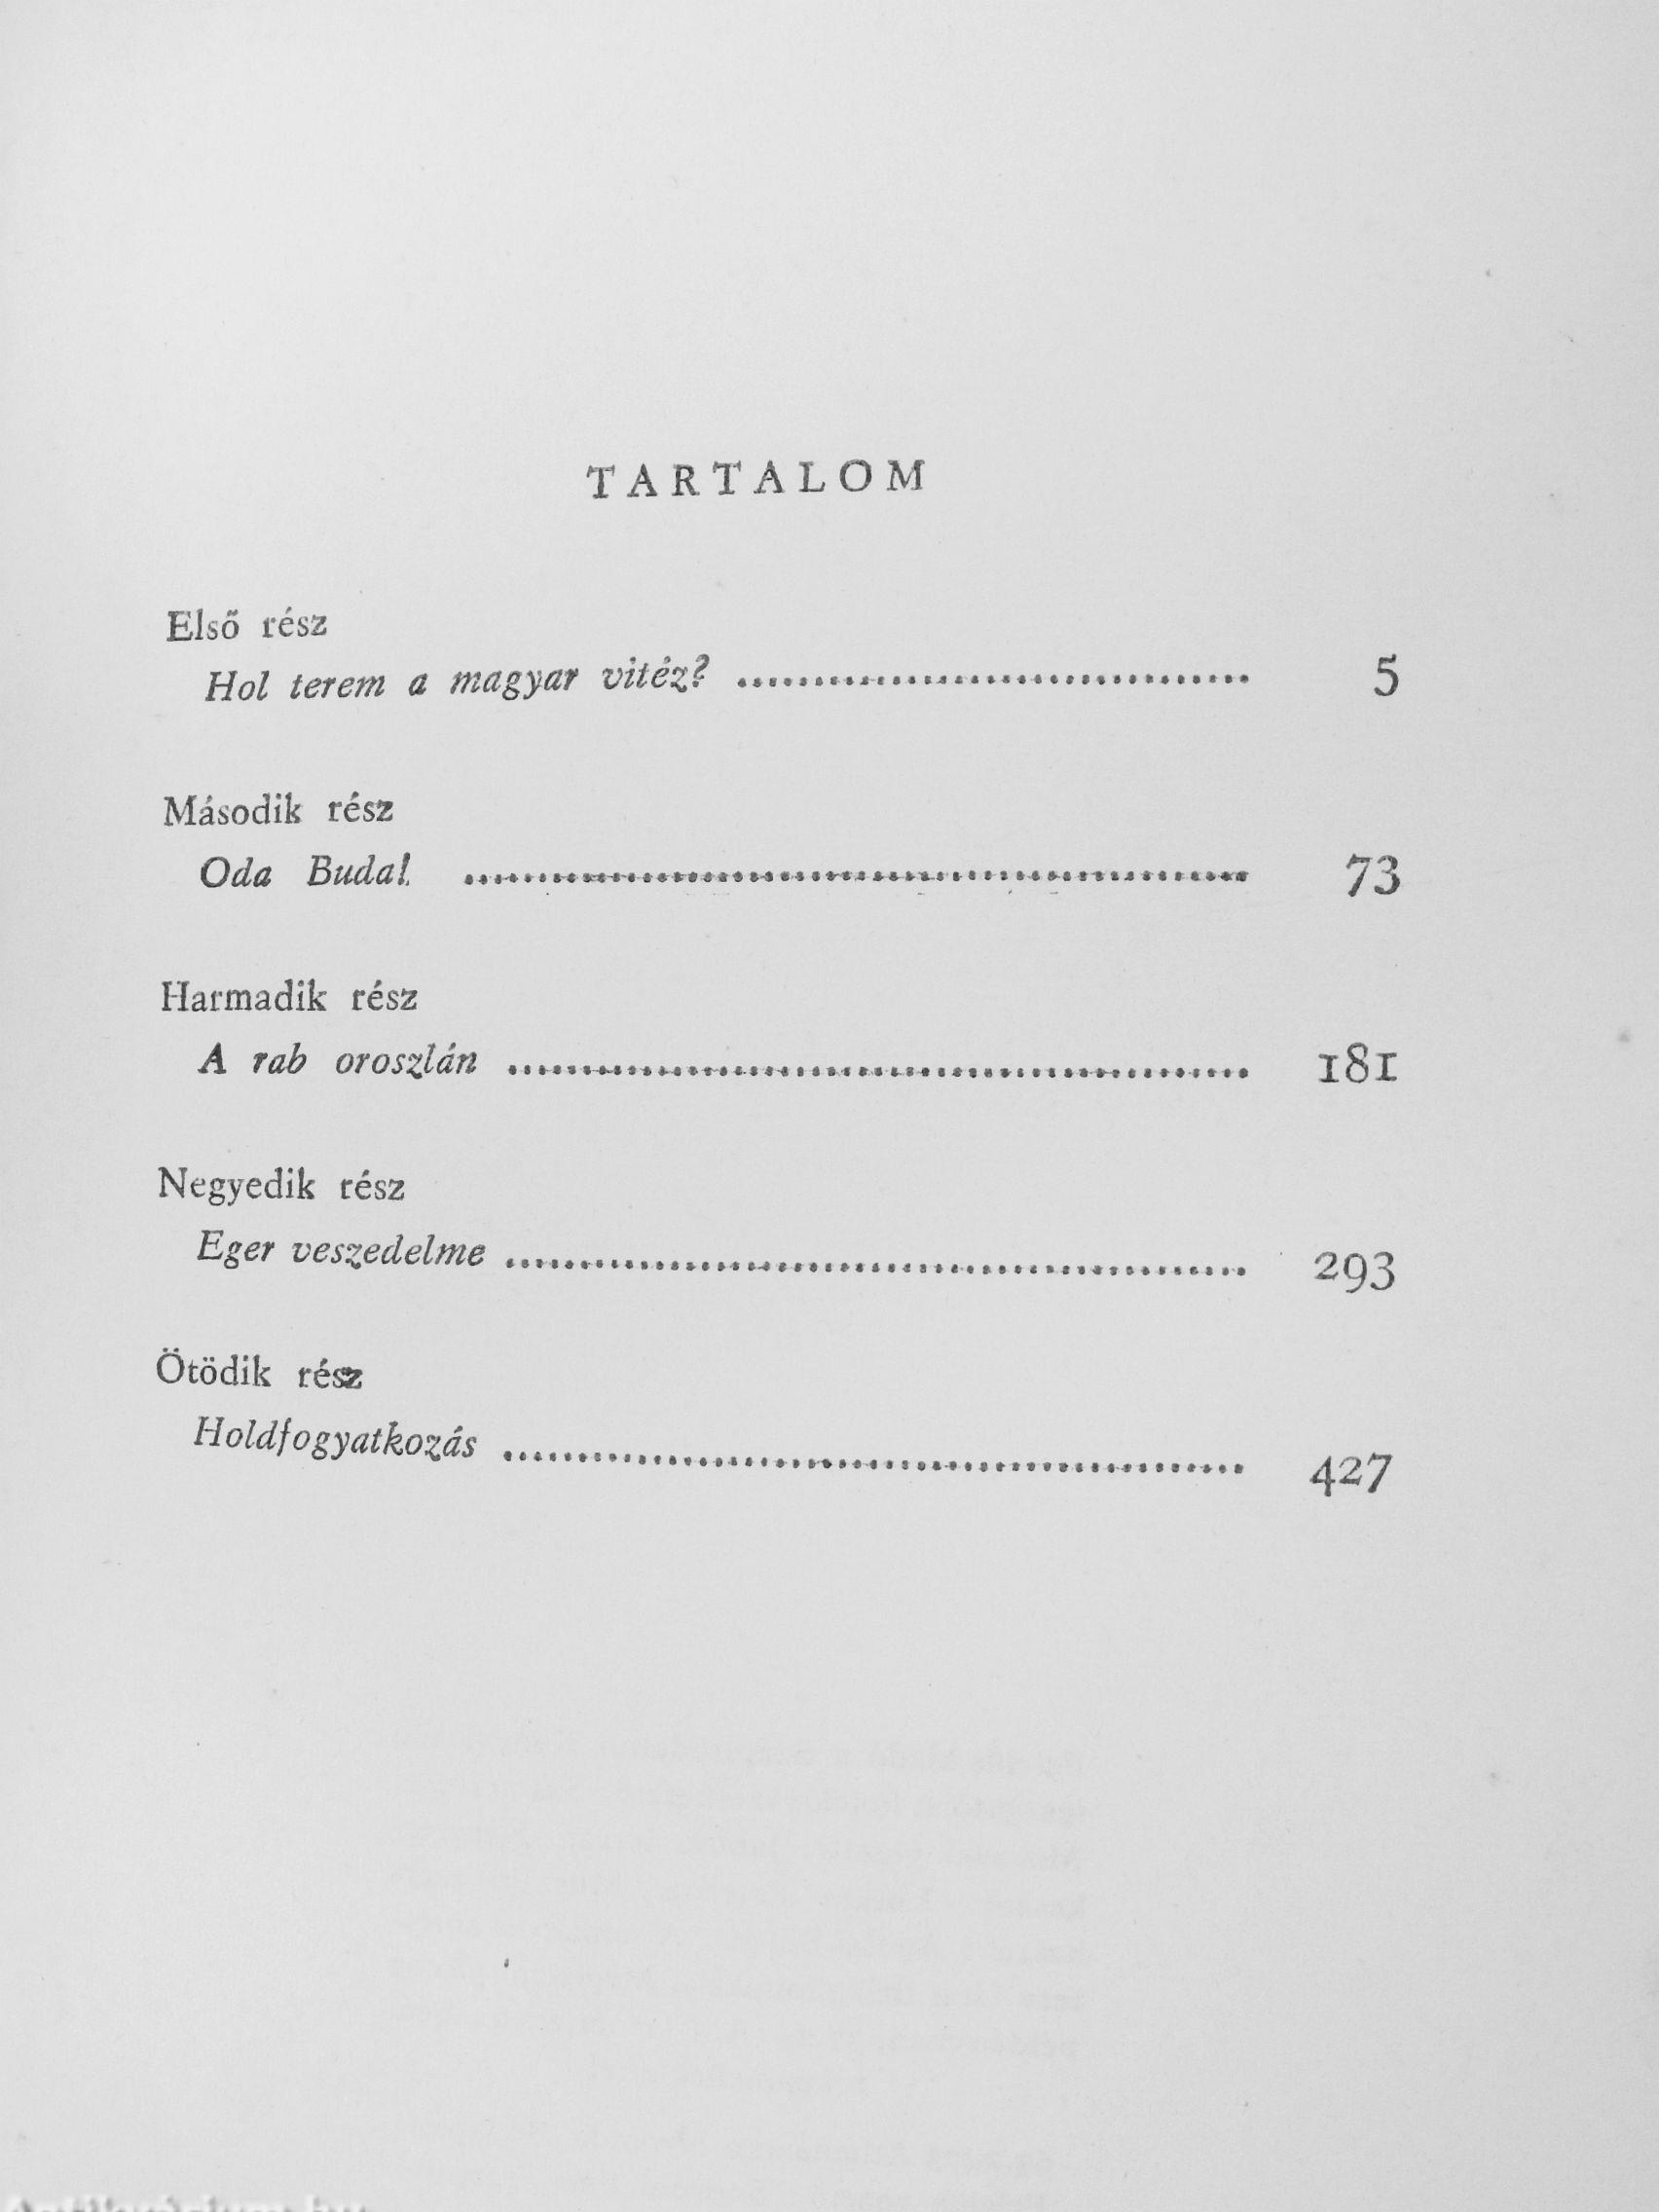 TARTALOM
Első rész
Hol terem a magyar vitéz? 5
Második rész
Oda Buda! 73
Harmadik rész
A rab oroszlán 181
Negyedik rész
Eger veszedelme 293
Ötödik rész
Holdfogyatkozás 427